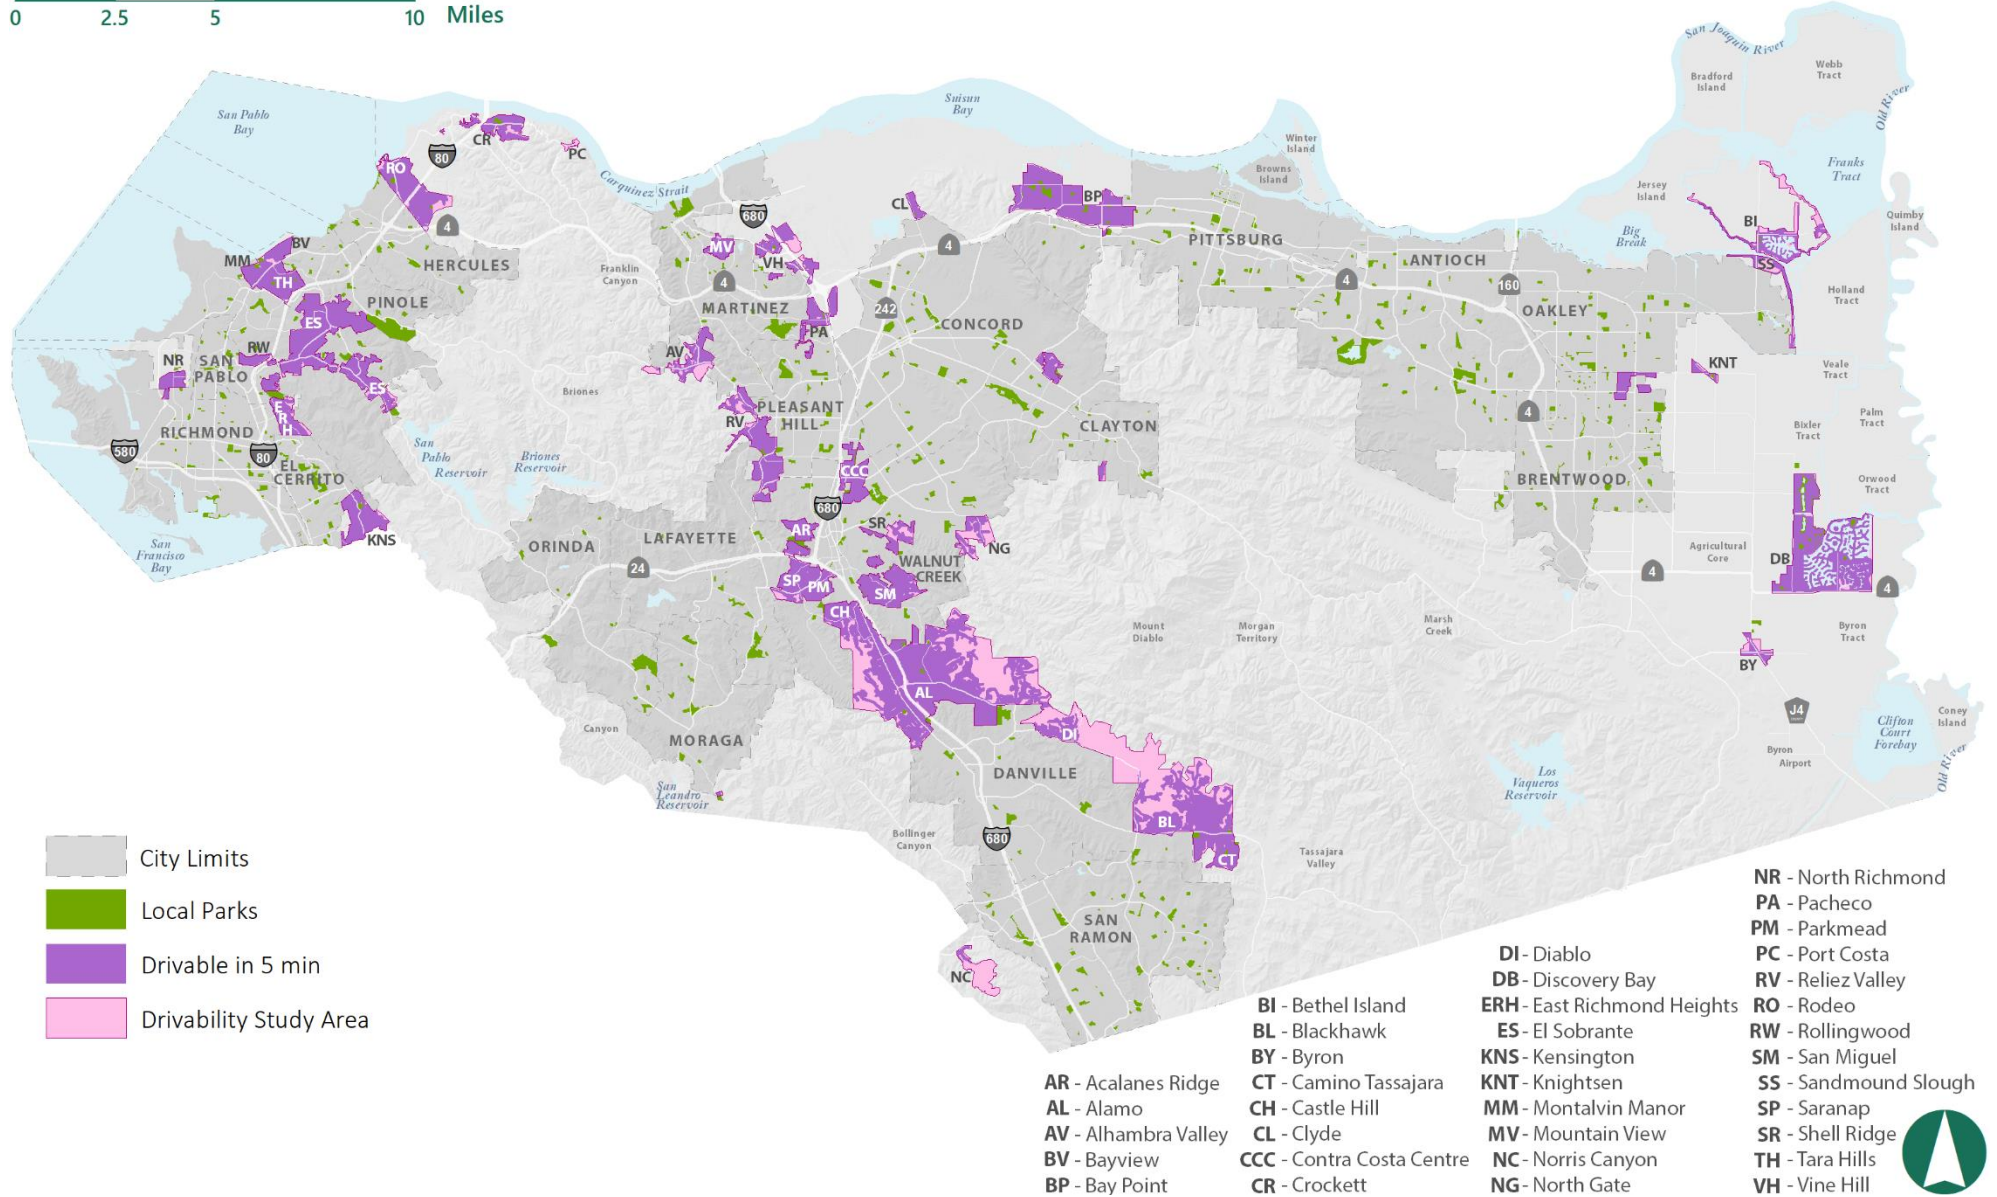 0 2.5 5 10 Miles
San Joaquin River
Bradford
Island
Webb
Tract
Old River
San Pablo
Bay
Suisun
Bay
Winter
Island
Browns
Island
Franks
Tract
Jersey
Island
Quimby
Island
Big
Break
Carquinez Strait
CR
PC
80
RO
4
HERCULES
BV
MM
TH
PINOLE
ES
NR
RW
SAN
PABLO
ES
E
R
H
RICHMOND
580
80
EL
CERRITO
KNS
San
Francisco
Bay
San
Pablo
Reservoir
Briones
Reservoir
Briones
Franklin
Canyon
680
MV
VH
4
MARTINEZ
PA
AV
CL
4
242
CONCORD
BP
PITTSBURG
4
ANTIOCH
160
OAKLEY
BI
SS
Holland
Tract
KNT
Veale
Tract
Palm
Tract
Bixler
Tract
Orwood
Tract
4
BRENTWOOD
CLAYTON
PLEASANT
HILL
RV
CCC
680
AR
SR
WALNUT
CREEK
NG
ORINDA
LAFAYETTE
24
SP
PM
SM
CH
AL
DI
Mount
Diablo
Morgan
Territory
Marsh
Creek
Agricultural
Core
DB
4
4
Byron
Tract
BY
J4
Byron
Airport
Clifton
Court
Forebay
Coney
Island
Old River
Los
Vaqueros
Reservoir
Canyon
MORAGA
San
Leandro
Reservoir
DANVILLE
BL
CT
Bollinger
Canyon
680
Tassajara
Valley
SAN
RAMON
NC
City Limits
Local Parks
Drivable in 5 min
Drivability Study Area
AR - Acalanes Ridge
AL - Alamo
AV - Alhambra Valley
BV - Bayview
BP - Bay Point
BI - Bethel Island
BL - Blackhawk
BY - Byron
CT - Camino Tassajara
CH - Castle Hill
CL - Clyde
CCC - Contra Costa Centre
CR - Crockett
DI - Diablo
DB - Discovery Bay
ERH - East Richmond Heights
ES - El Sobrante
KNS - Kensington
KNT - Knightsen
MM - Montalvin Manor
MV - Mountain View
NC - Norris Canyon
NG - North Gate
NR - North Richmond
PA - Pacheco
PM - Parkmead
PC - Port Costa
RV - Reliez Valley
RO - Rodeo
RW - Rollingwood
SM - San Miguel
SS - Sandmound Slough
SP - Saranap
SR - Shell Ridge
TH - Tara Hills
VH - Vine Hill